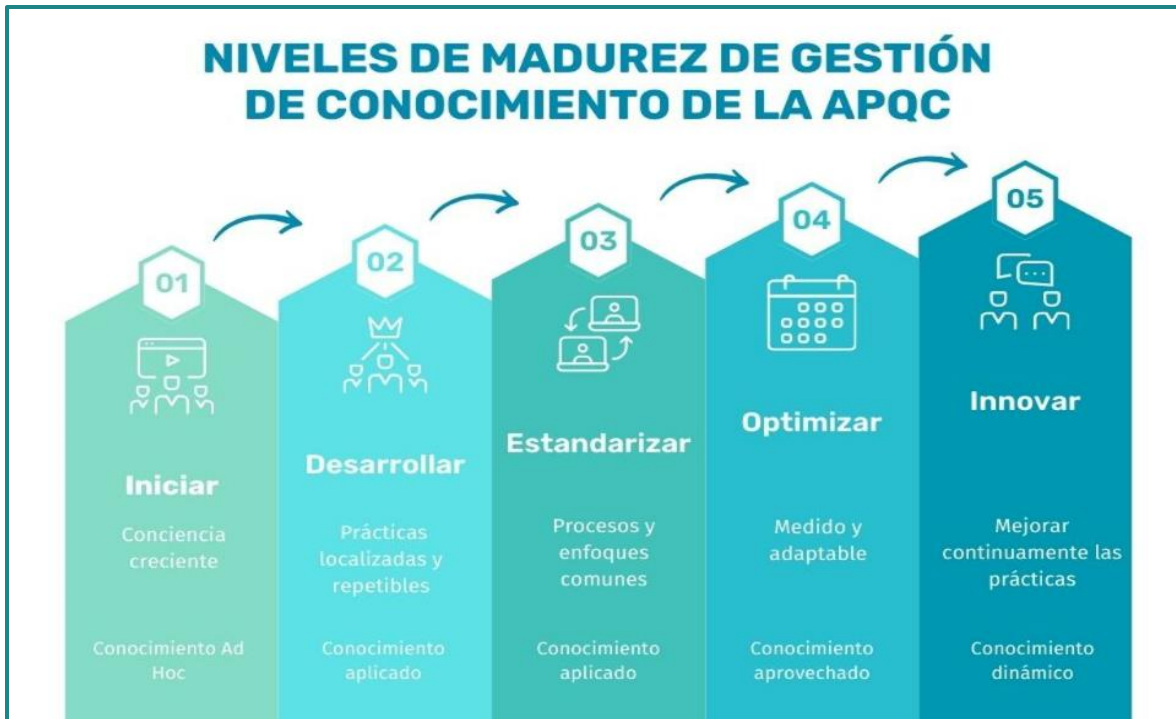 NIVELES DE MADUREZ DE GESTIÓN
DE CONOCIMIENTO DE LA APQC
01
Iniciar
Conciencia
creciente
Conocimiento Ad
Hoc
02
Desarrollar
Prácticas
localizadas y
repetibles
Conocimiento
aplicado
03
Estandarizar
Procesos y
enfoques
comunes
Conocimiento
aplicado
04
Optimizar
Medido y
adaptable
Conocimiento
aprovechado
05
Innovar
Mejorar
continuamente las
prácticas
Conocimiento
dinámico